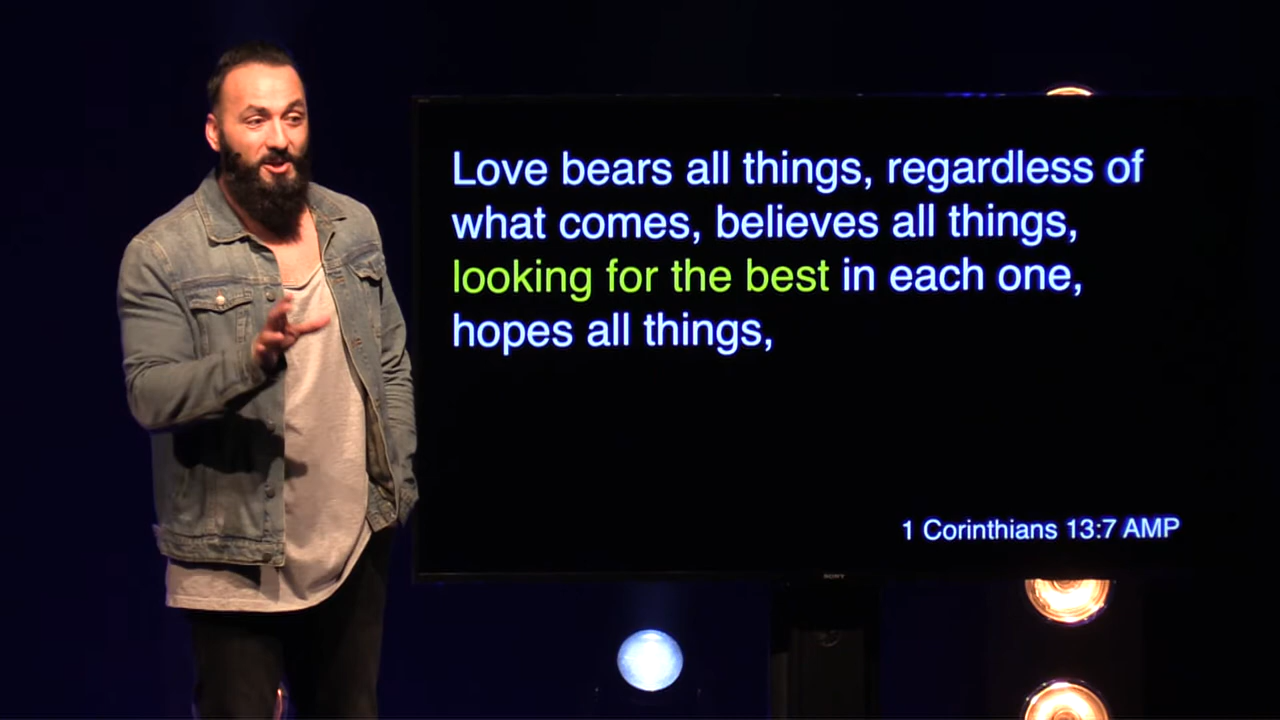 Love bears all things, regardless of
what comes, believes all things,
looking for the best in each one,
hopes all things,
1 Corinthians 13:7 AMP
SONY